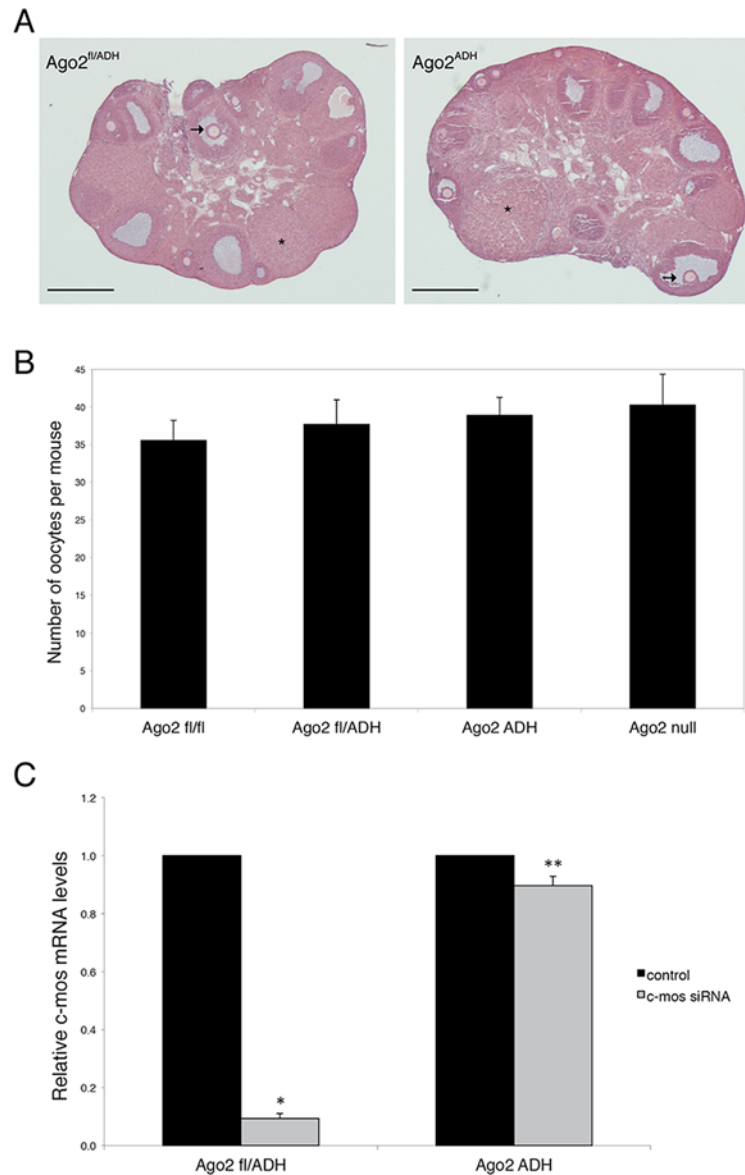 A
Ago2fl/ADH
Ago2ADH
*
*
B
Number of oocytes per mouse
45
40
35
30
25
20
15
10
5
0
Ago2 fl/fl
Ago2 fl/ADH
Ago2 ADH
Ago2 null
C
Relative c-mos mRNA levels
1.2
1.0
0.8
0.6
0.4
0.2
0.0
*
**
Ago2 fl/ADH
Ago2 ADH
control
c-mos siRNA